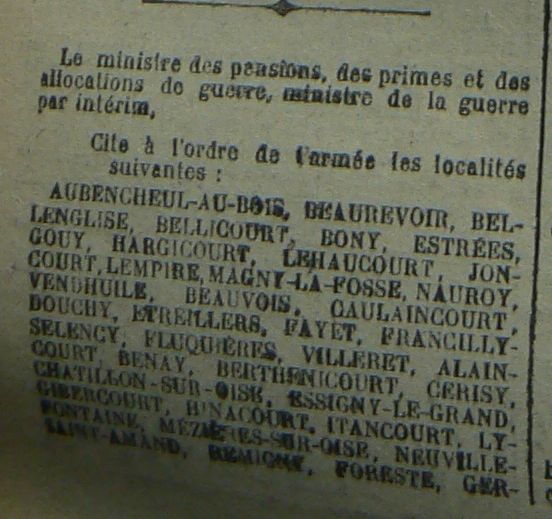 Le ministre des pensions, des primes et des
allocations de guerre, ministre de la guerre
par intérim,
Cite à l'ordre de l'armée les localités
suivantes :
AUBENCHEUL-AU-BOIS, BEAUREVOIR, BEL-
LENGLISE, BELLICOURT, BONY, ESTRÉES,
GOUY, HARGICOURT, LEHAUCOURT, JON-
COURT, LEMPIRE, MAGNY-LA-FOSSE, NAUROY,
VENDHUILE, BEAUVOIS, CAULAINCOURT,
DOUCHY, ETREILLERS, FAYET, FRANCILLY-
SELENCY, FLUQUIÈRES, VILLERET, ALAIN-
COURT, BENAY, BERTHENICOURT, CERISY,
CHATILLON-SUR-OISE, ESSIGNY-LE-GRAND,
GIBERCOURT, HINACOURT, ITANCOURT, LY-
FONTAINE, MÉZIÈRES-SUR-OISE, NEUVILLE-
SAINT-AMAND, REMIGNY, FORESTE, GER-